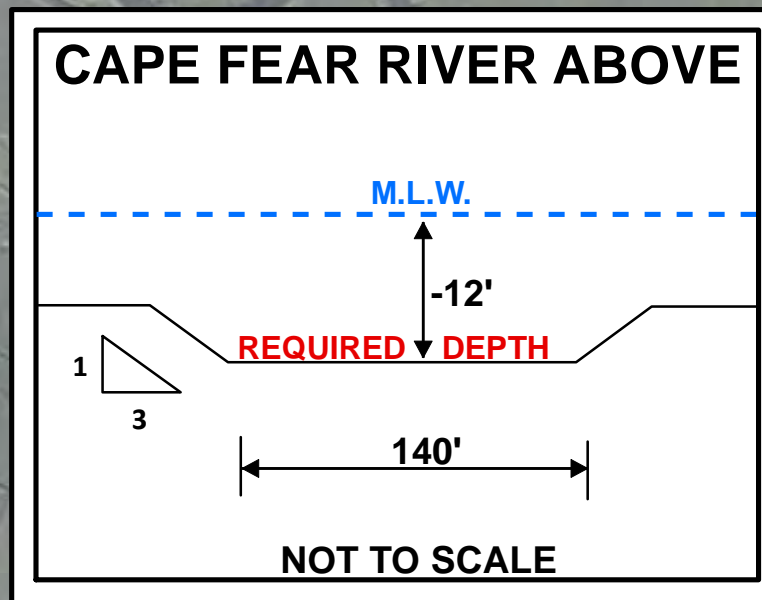 CAPE FEAR RIVER ABOVE
M.L.W.
-12'
REQUIRED DEPTH
1
3
140'
NOT TO SCALE